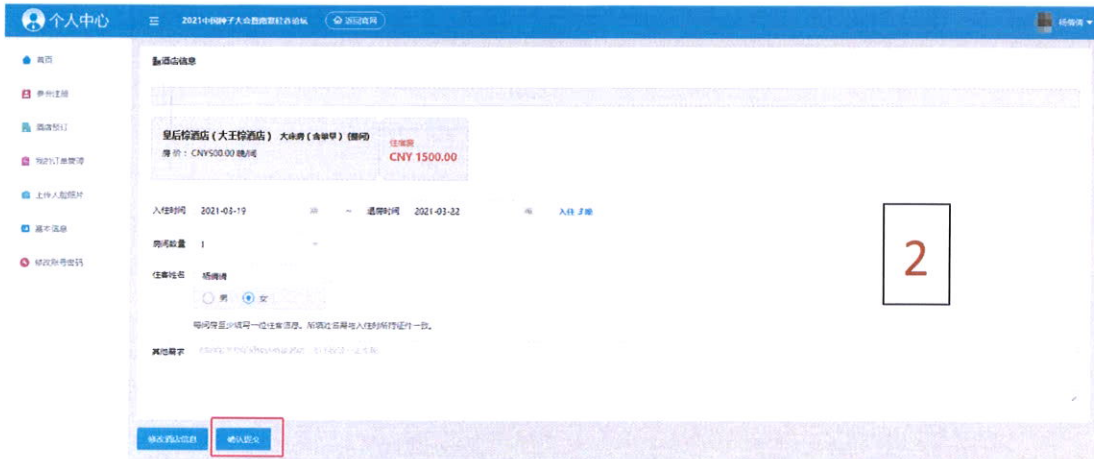 个人中心
2021中国种子大会暨南繁硅谷论坛
返回官网
杨倩倩
首页
参会注册
酒店预订
我的订单管理
上传人脸照片
基本信息
修改账号密码
酒店信息
皇后棕酒店（大王棕酒店） 大床房（含单早）(整间)
房价：CNY500.00 晚/间
住宿费
CNY 1500.00
入住时间 2021-03-19 ~ 退房时间 2021-03-22 入住 3 晚
房间数量 1
住客姓名
男 女
每间房至少填写一位住客信息。所填姓名需与入住时所持证件一致。
其他需求
修改酒店信息 确认提交
2